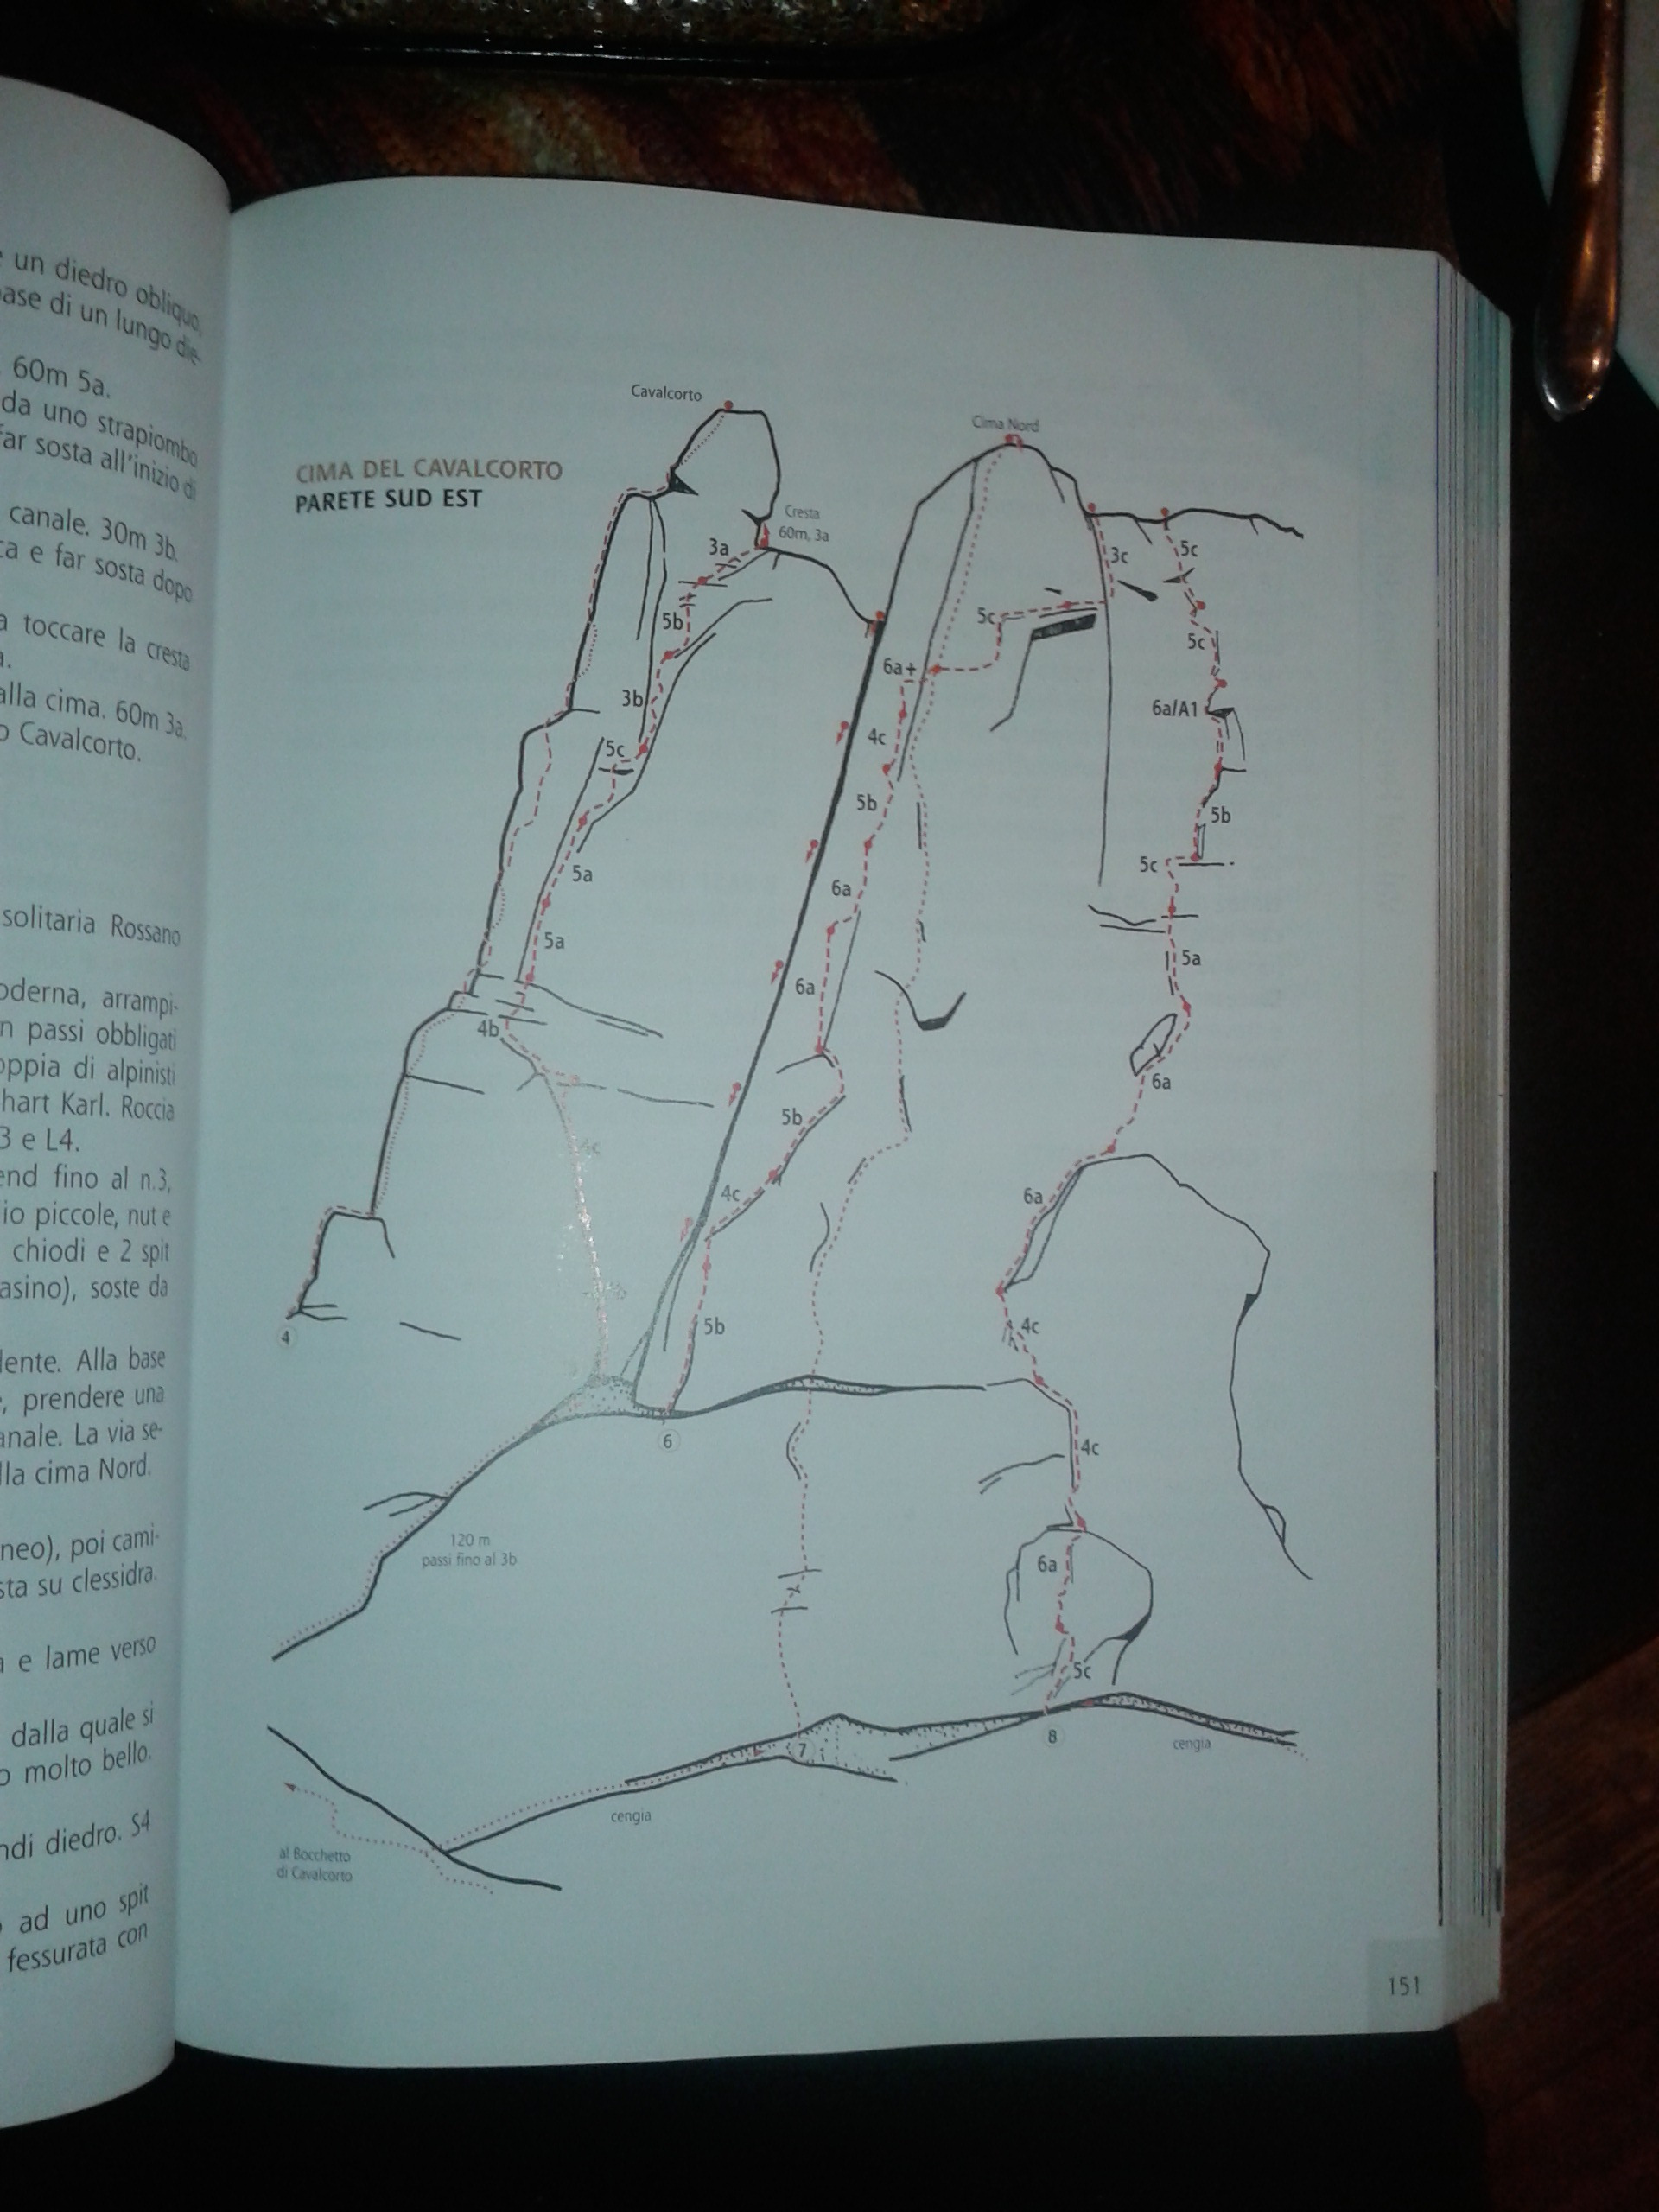 un diedro obliquo,
ase di un lungo die-
60m 5a.
da uno strapiombo
far sosta all'inizio di
canale. 30m 3b.
ca e far sosta dopo
a toccare la cresta
a.
alla cima. 60m 3a.
o Cavalcorto.
solitaria Rossano
oderna, arrampi-
n passi obbligati
oppia di alpinisti
hart Karl. Roccia
3 e L4.
end fino al n.3,
io piccole, nut e
chiodi e 2 spit
asino), soste da
dente. Alla base
e, prendere una
anale. La via se-
lla cima Nord.
neo), poi cami-
sta su clessidra.
a e lame verso
dalla quale si
o molto bello.
ndi diedro. S4
o ad uno spit
fessurata con
CIMA DEL CAVALCORTO
PARETE SUD EST
Cavalcorto
Cima Nord
Cresta
60m, 3a
3a
5b
3b
5c
5a
5a
4b
4c
4
6a+
4c
5b
6a
6a
5b
4c
5b
6
5c
3c
5c
5c
6a/A1
5b
5c
5a
6a
6a
4c
4c
6a
5c
120 m
passi fino al 3b
7
8
cengia
cengia
al Bocchetto
di Cavalcorto
151